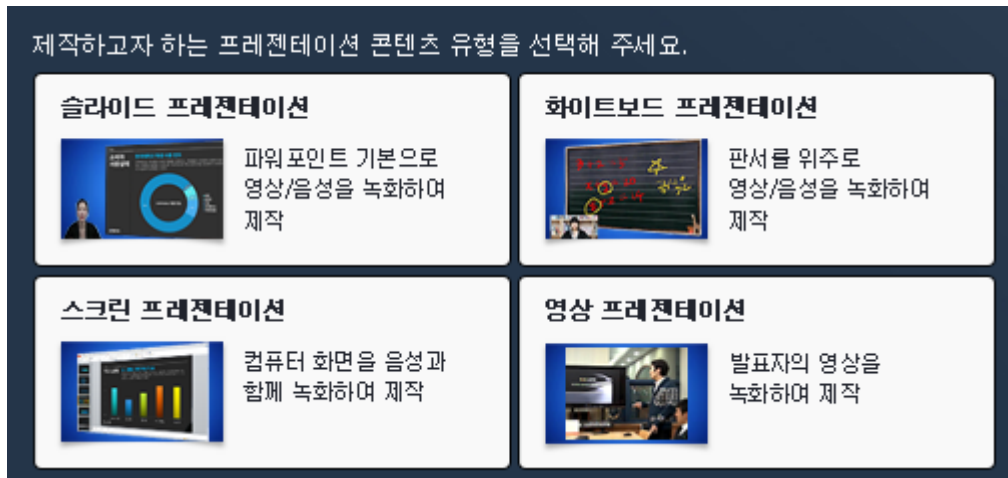 제작하고자 하는 프레젠테이션 콘텐츠 유형을 선택해 주세요.
슬라이드 프레젠테이션
파워포인트 기본으로
영상/음성을 녹화하여
제작
화이트보드 프레젠테이션
판서를 위주로
영상/음성을 녹화하여
제작
스크린 프레젠테이션
컴퓨터 화면을 음성과
함께 녹화하여 제작
영상 프레젠테이션
발표자의 영상을
녹화하여 제작